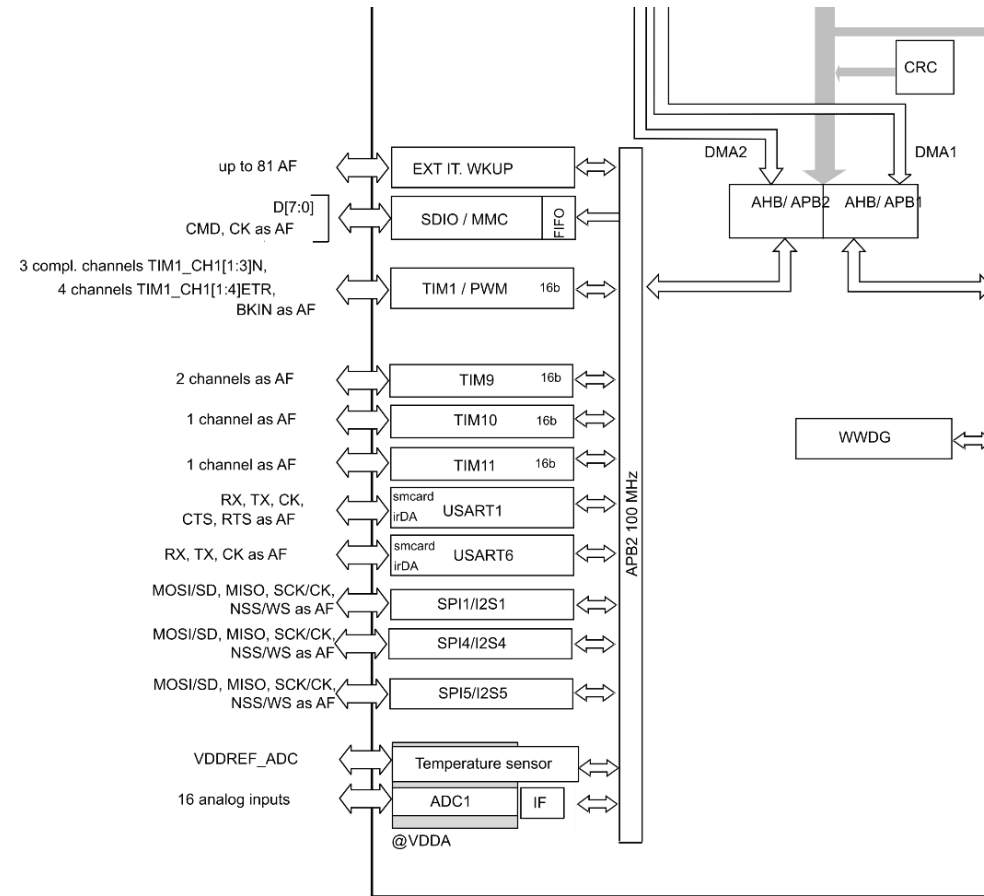 CRC
DMA2
DMA1
up to 81 AF
EXT IT. WKUP
AHB/ APB2
AHB/ APB1
D[7:0]
CMD, CK as AF
SDIO / MMC
FIFO
3 compl. channels TIM1_CH1[1:3]N,
4 channels TIM1_CH1[1:4]ETR,
BKIN as AF
TIM1 / PWM
16b
2 channels as AF
TIM9
16b
1 channel as AF
TIM10
16b
WWDG
1 channel as AF
TIM11
16b
RX, TX, CK,
CTS, RTS as AF
smcard
irDA
USART1
APB2 100 MHz
RX, TX, CK as AF
smcard
irDA
USART6
MOSI/SD, MISO, SCK/CK,
NSS/WS as AF
SPI1/I2S1
MOSI/SD, MISO, SCK/CK,
NSS/WS as AF
SPI4/I2S4
MOSI/SD, MISO, SCK/CK,
NSS/WS as AF
SPI5/I2S5
VDDREF_ADC
Temperature sensor
16 analog inputs
ADC1
IF
@VDDA